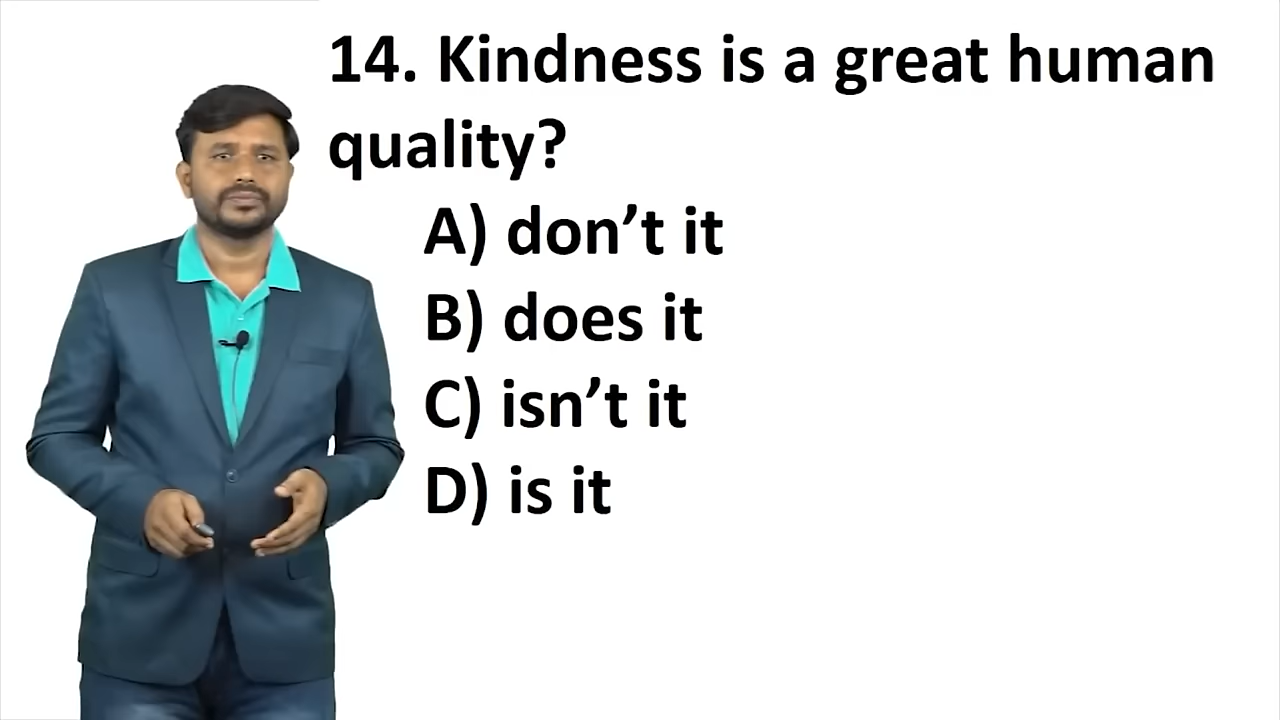 14. Kindness is a great human
quality?
A) don’t it
B) does it
C) isn’t it
D) is it